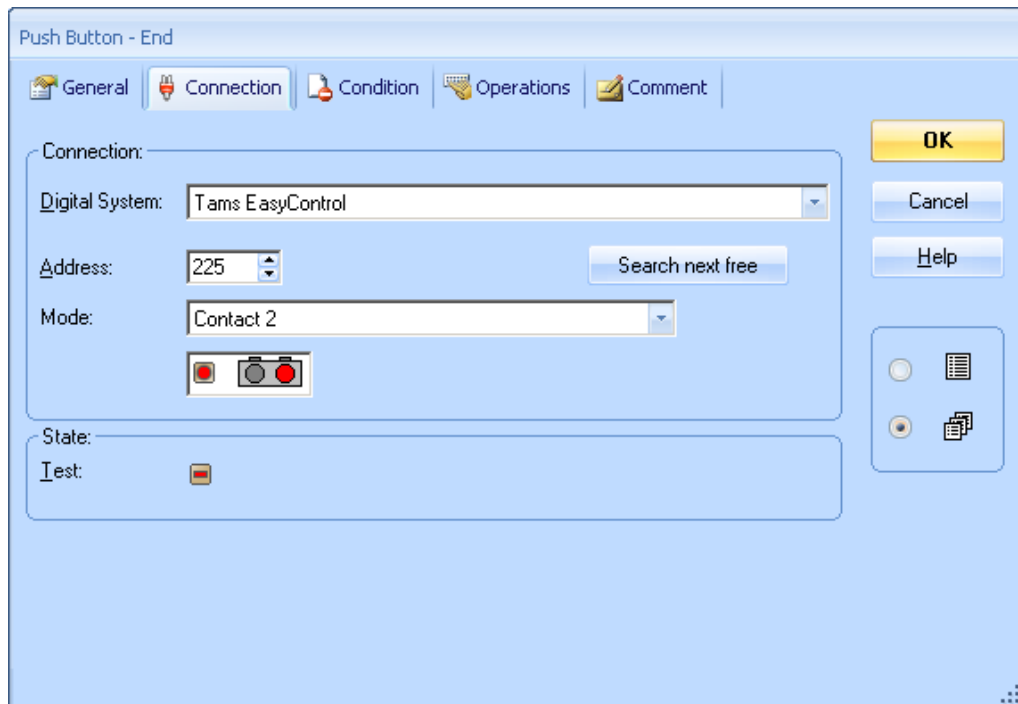 Push Button - End
General Connection Condition Operations Comment
Connection:
Digital System: Tams EasyControl
Address: 225 Search next free
Mode: Contact 2
State:
Test:
OK
Cancel
Help